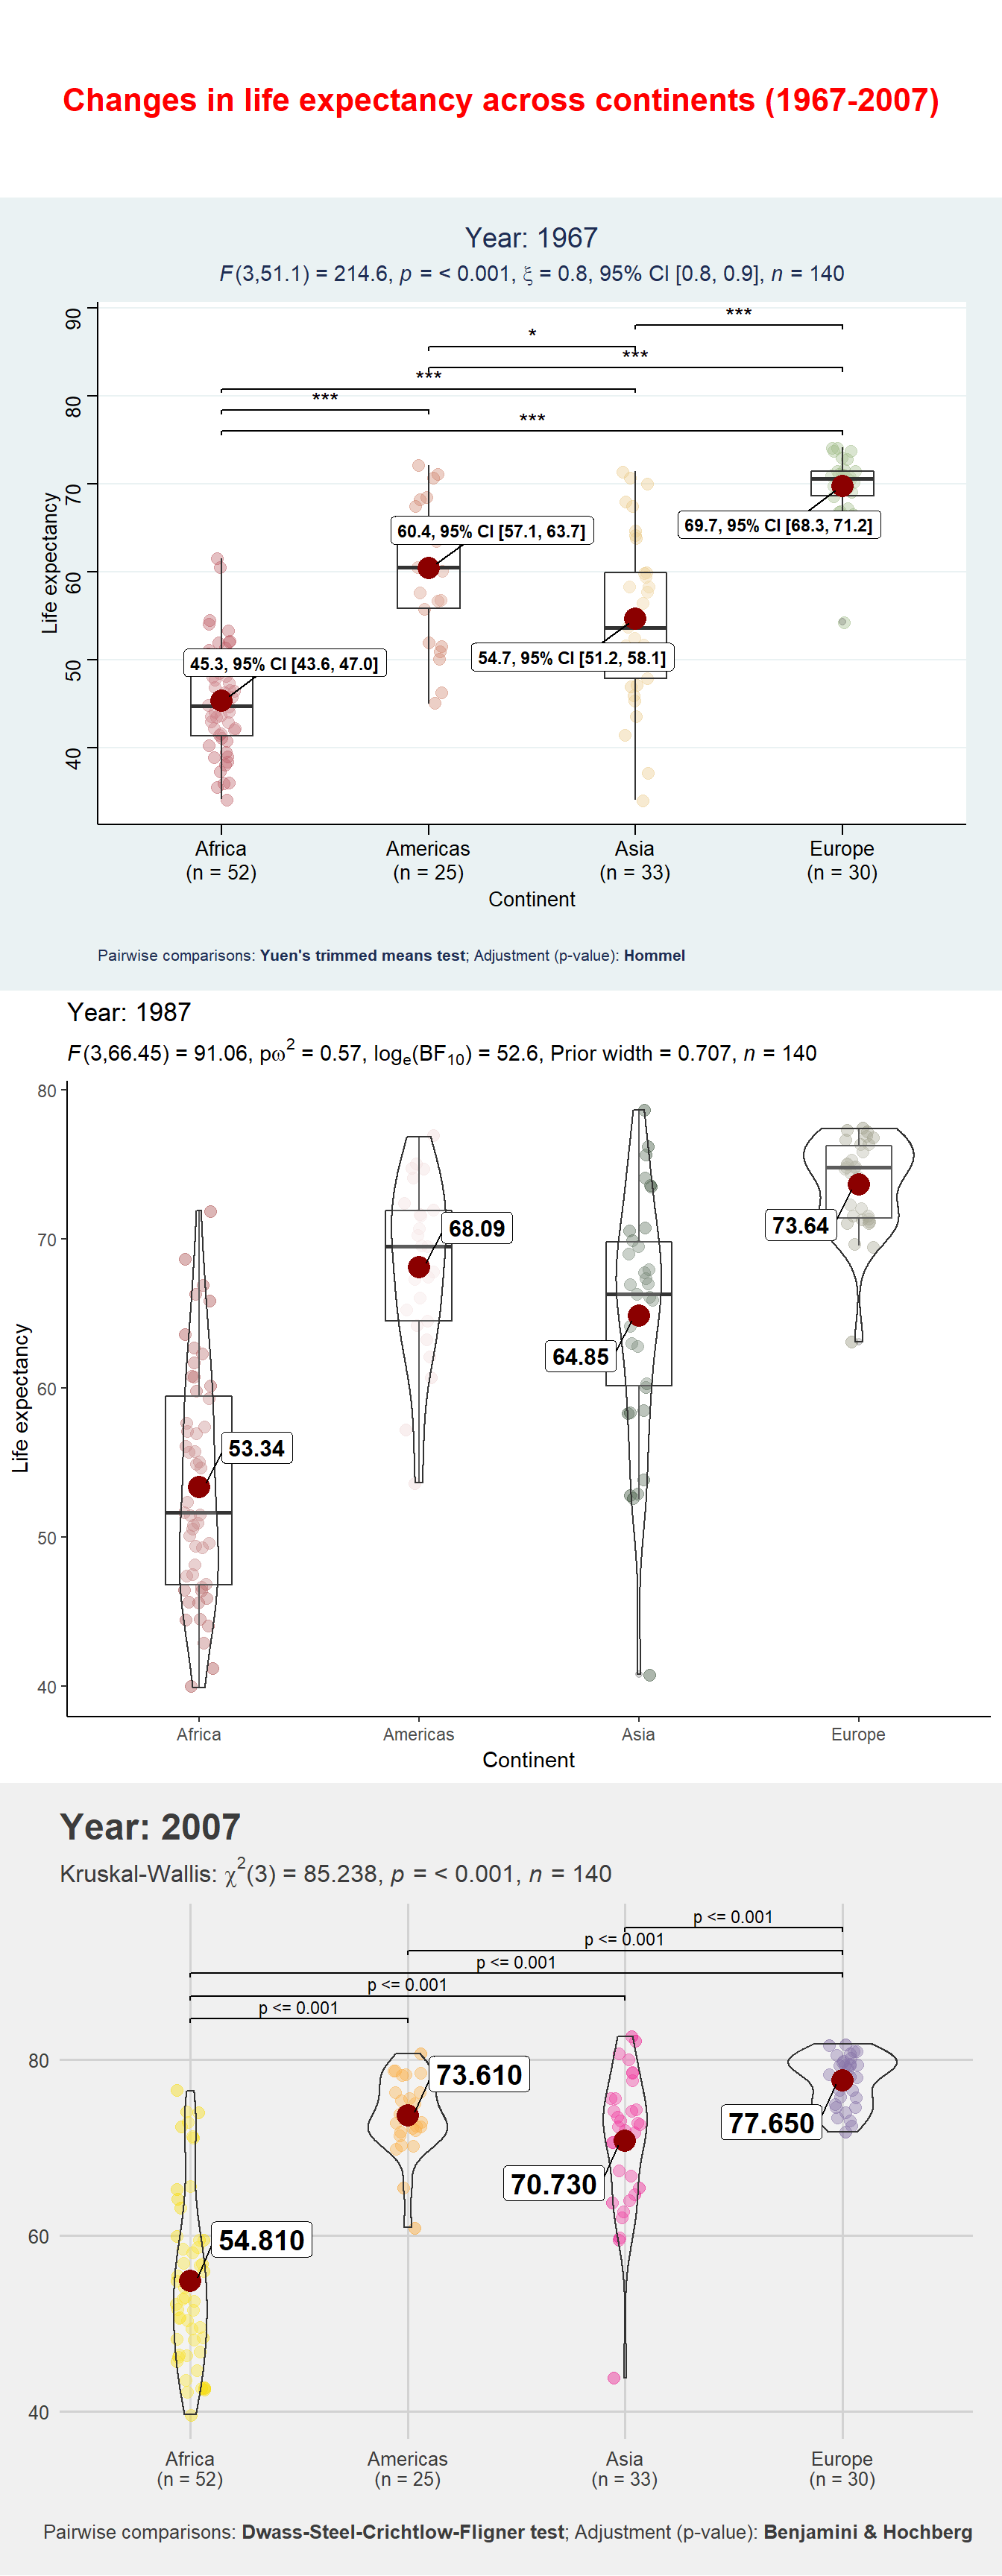 Changes in life expectancy across continents (1967-2007)
Year: 1967
F(3,51.1) = 214.6, p = < 0.001, ξ = 0.8, 95% CI [0.8, 0.9], n = 140
Life expectancy
90
80
70
60
50
40
***
*
***
***
***
***
60.4, 95% CI [57.1, 63.7]
69.7, 95% CI [68.3, 71.2]
45.3, 95% CI [43.6, 47.0]
54.7, 95% CI [51.2, 58.1]
Africa Americas Asia Europe
(n = 52) (n = 25) (n = 33) (n = 30)
Continent
Pairwise comparisons: Yuen's trimmed means test; Adjustment (p-value): Hommel
Year: 1987
F(3,66.45) = 91.06, pω² = 0.57, logₑ(BF₁₀) = 52.6, Prior width = 0.707, n = 140
Life expectancy
80
70
60
50
40
73.64
68.09
64.85
53.34
Africa Americas Asia Europe
Continent
Year: 2007
Kruskal-Wallis: χ²(3) = 85.238, p = < 0.001, n = 140
p <= 0.001
p <= 0.001
p <= 0.001
p <= 0.001
p <= 0.001
80
60
40
73.610
77.650
70.730
54.810
Africa Americas Asia Europe
(n = 52) (n = 25) (n = 33) (n = 30)
Pairwise comparisons: Dwass-Steel-Crichtlow-Fligner test; Adjustment (p-value): Benjamini & Hochberg